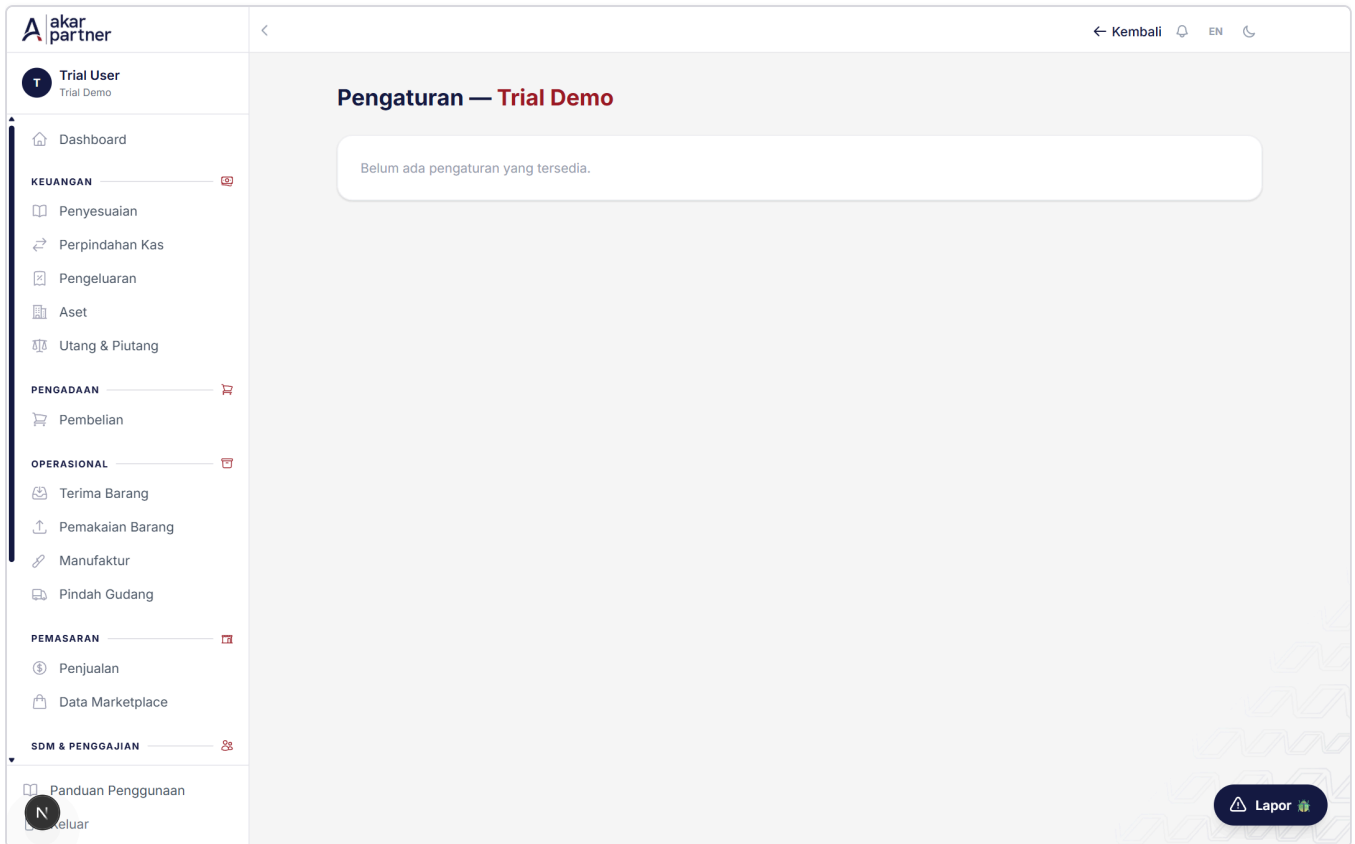 akar
partner
← Kembali
EN
T
Trial User
Trial Demo
Pengaturan — Trial Demo
Belum ada pengaturan yang tersedia.
Dashboard
KEUANGAN
Penyesuaian
Perpindahan Kas
Pengeluaran
Aset
Utang & Piutang
PENGADAAN
Pembelian
OPERASIONAL
Terima Barang
Pemakaian Barang
Manufaktur
Pindah Gudang
PEMASARAN
Penjualan
Data Marketplace
SDM & PENGGAJIAN
Panduan Penggunaan
N
Keluar
Lapor